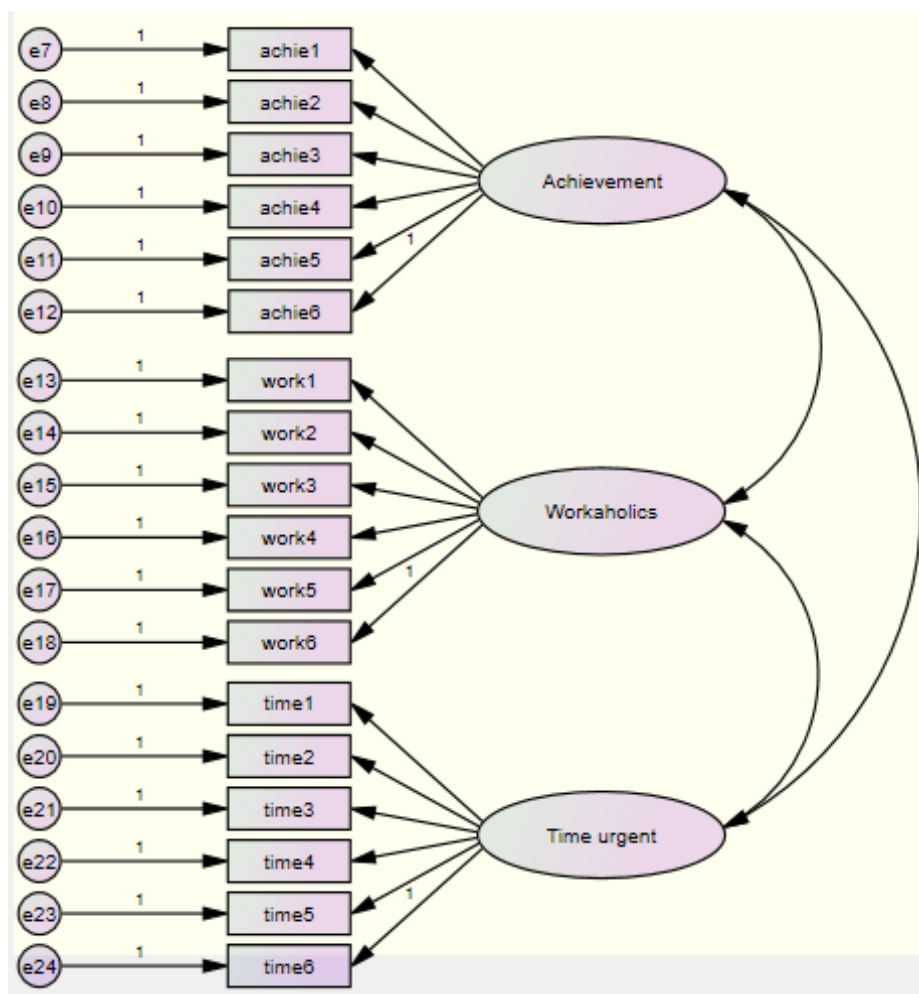 e7 1 achie1
e8 1 achie2
e9 1 achie3
Achievement
e10 1 achie4
e11 1 achie5
1
e12 1 achie6
e13 1 work1
e14 1 work2
e15 1 work3
Workaholics
e16 1 work4
e17 1 work5
1
e18 1 work6
e19 1 time1
e20 1 time2
e21 1 time3
Time urgent
e22 1 time4
e23 1 time5
1
e24 1 time6